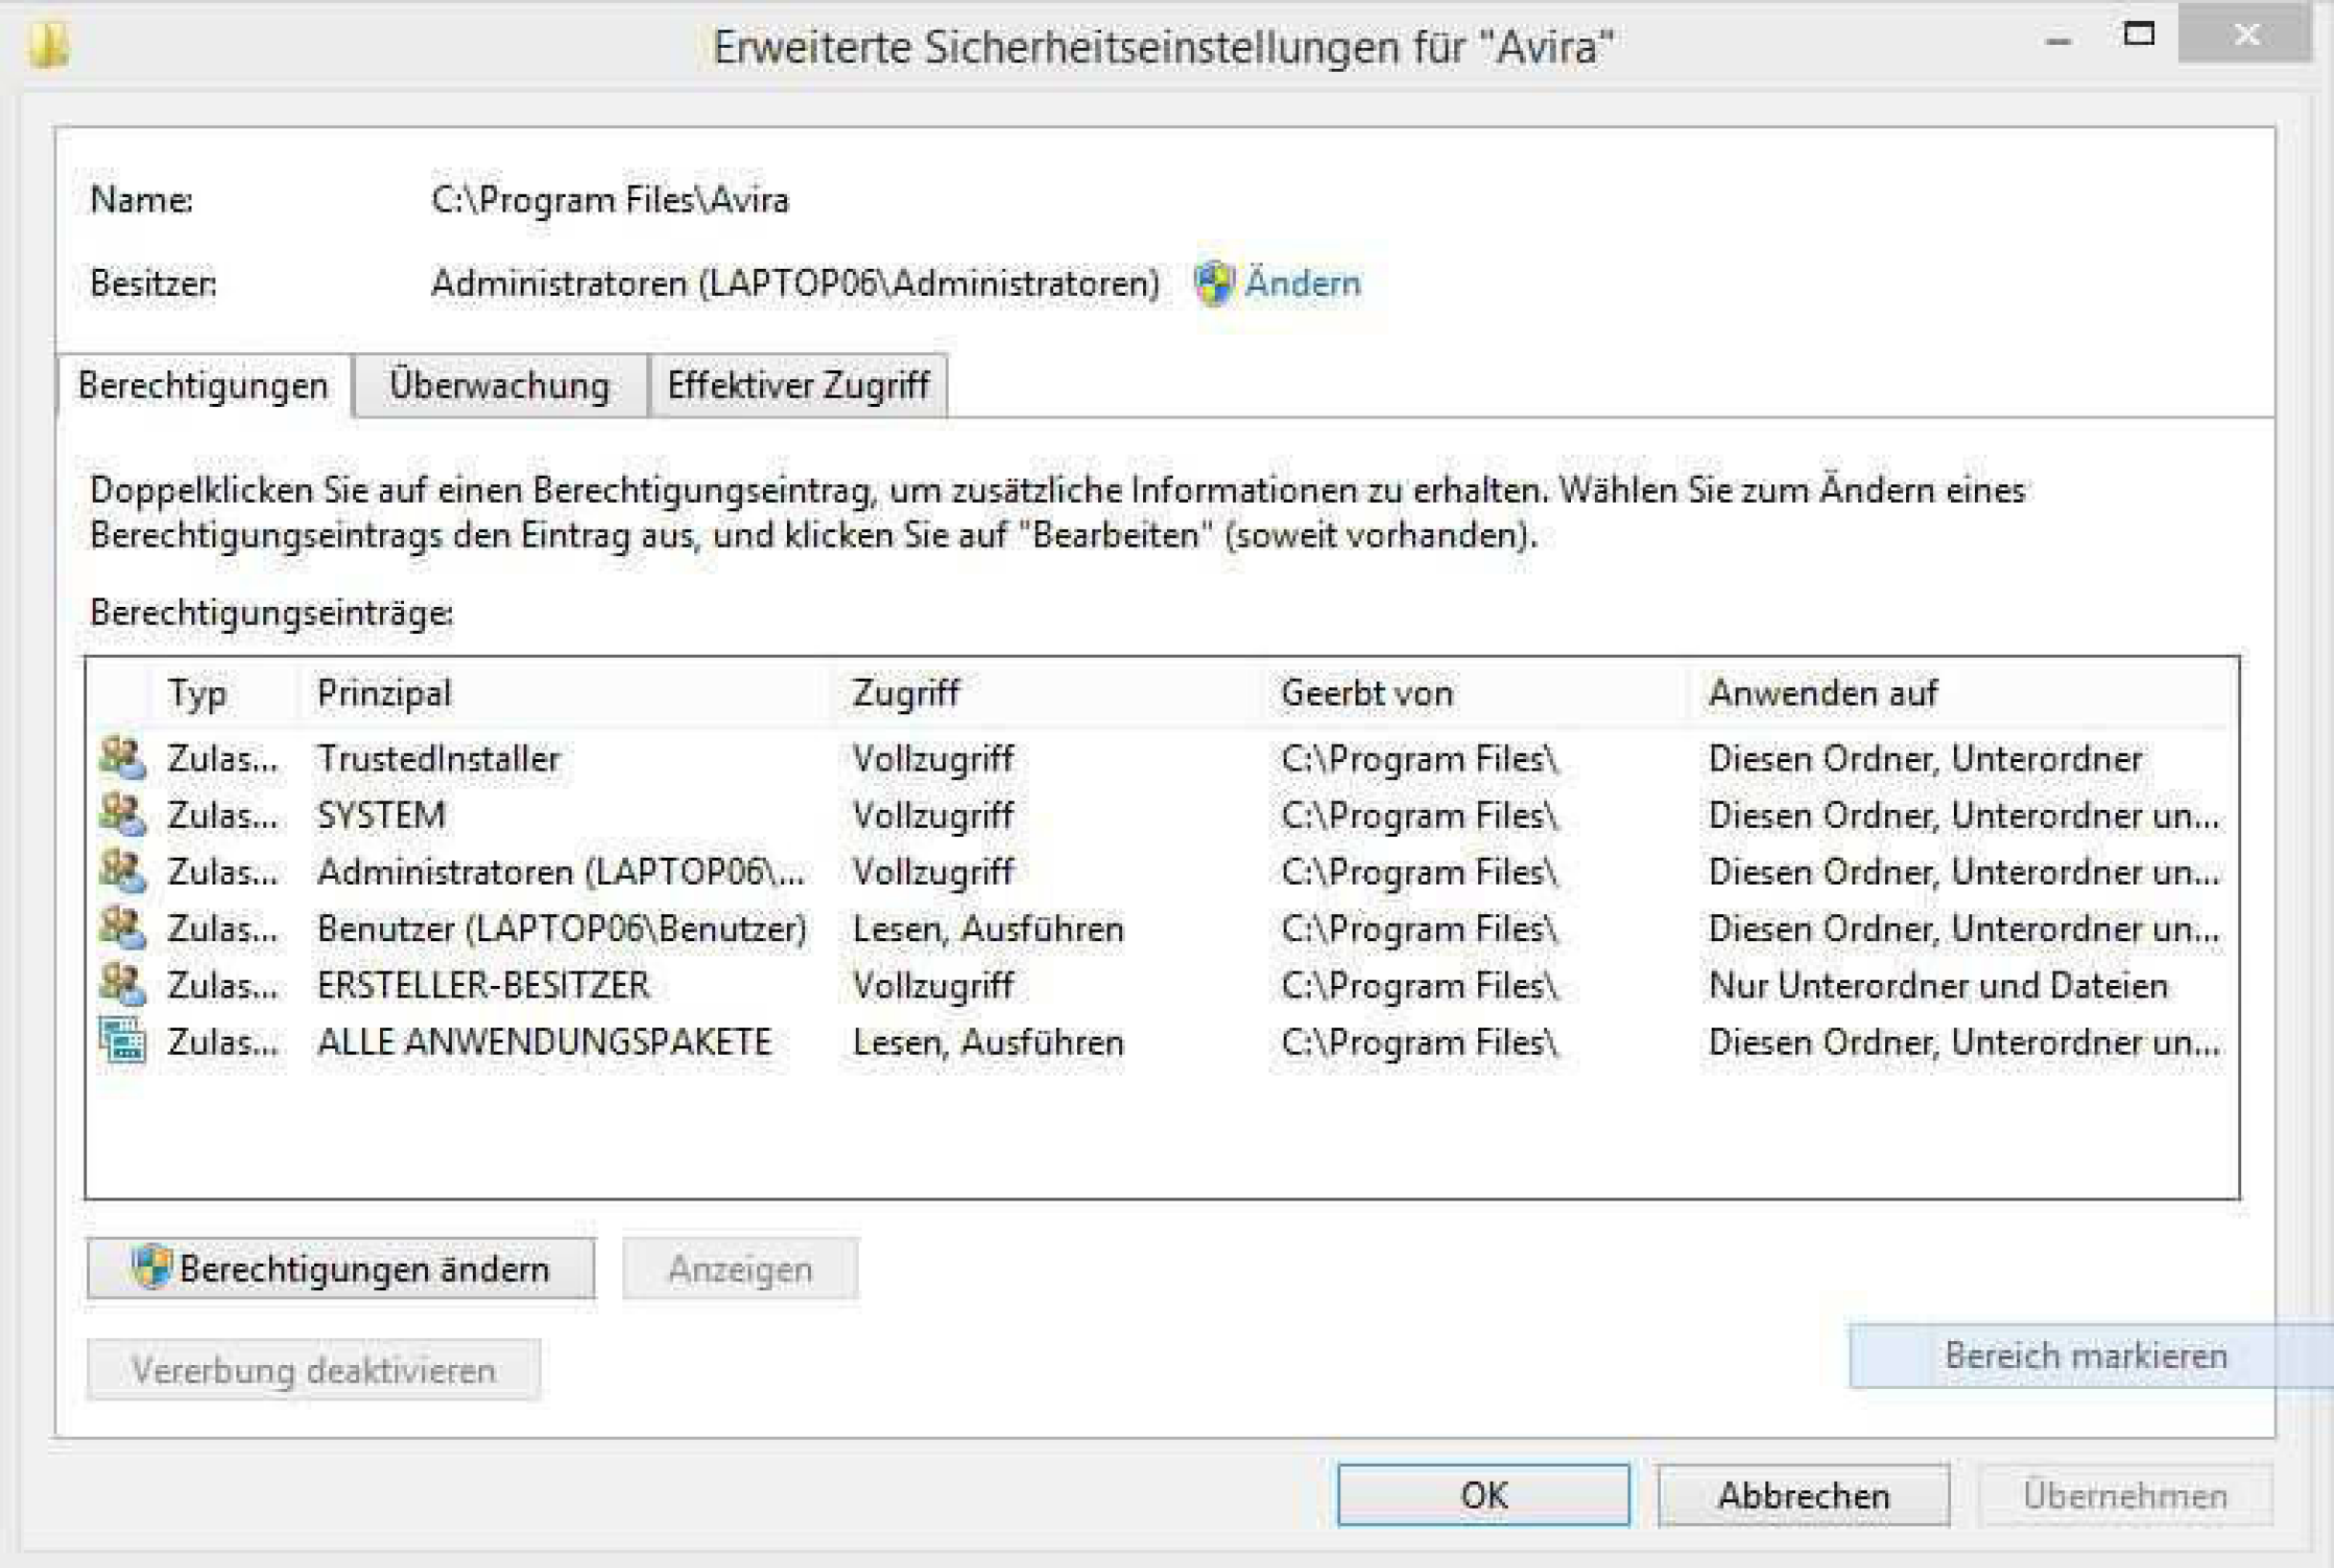 Erweiterte Sicherheitseinstellungen für "Avira"
Name: C:\Program Files\Avira
Besitzer: Administratoren (LAPTOP06\Administratoren) Ändern
Berechtigungen Überwachung Effektiver Zugriff
Doppelklicken Sie auf einen Berechtigungseintrag, um zusätzliche Informationen zu erhalten. Wählen Sie zum Ändern eines
Berechtigungseintrags den Eintrag aus, und klicken Sie auf "Bearbeiten" (soweit vorhanden).
Berechtigungseinträge:
Typ Prinzipal Zugriff Geerbt von Anwenden auf
Zulas... TrustedInstaller Vollzugriff C:\Program Files\ Diesen Ordner, Unterordner
Zulas... SYSTEM Vollzugriff C:\Program Files\ Diesen Ordner, Unterordner un...
Zulas... Administratoren (LAPTOP06\... Vollzugriff C:\Program Files\ Diesen Ordner, Unterordner un...
Zulas... Benutzer (LAPTOP06\Benutzer) Lesen, Ausführen C:\Program Files\ Diesen Ordner, Unterordner un...
Zulas... ERSTELLER-BESITZER Vollzugriff C:\Program Files\ Nur Unterordner und Dateien
Zulas... ALLE ANWENDUNGSPAKETE Lesen, Ausführen C:\Program Files\ Diesen Ordner, Unterordner un...
Berechtigungen ändern Anzeigen
Bereich markieren
Vererbung deaktivieren
OK Abbrechen Übernehmen